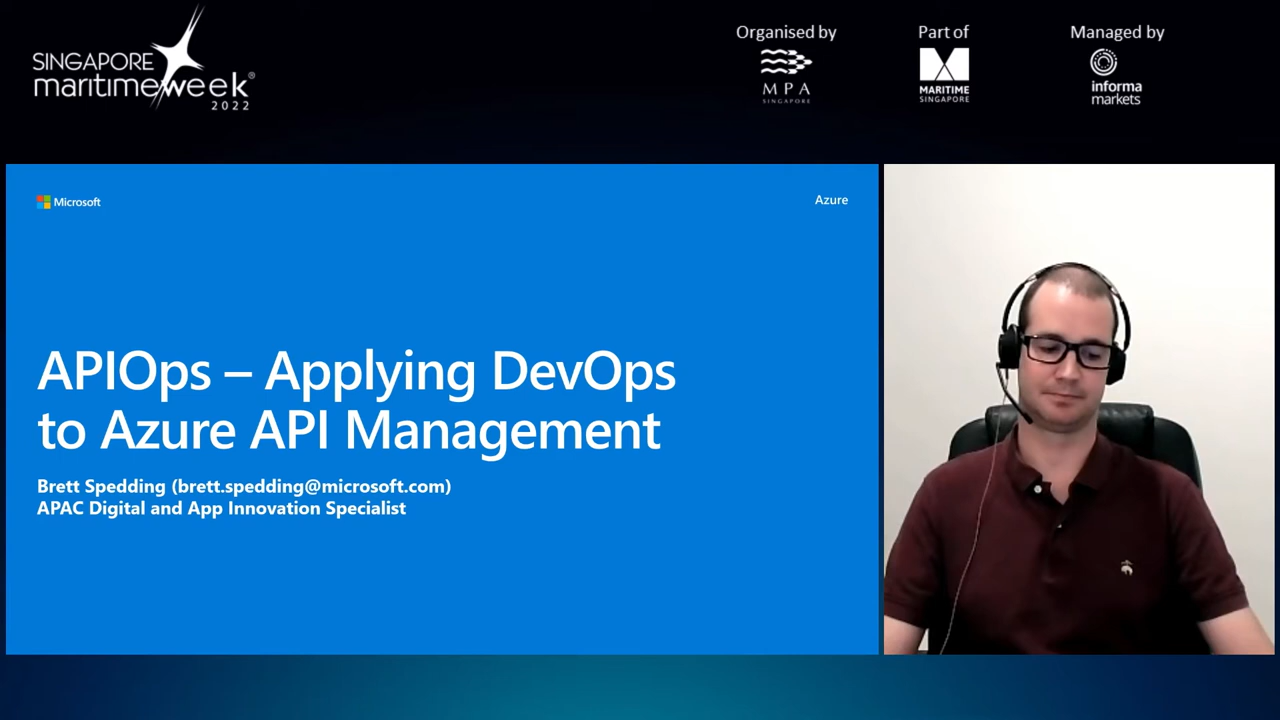 SINGAPORE
maritimeweek®
2022
Organised by
MPA
SINGAPORE
Part of
MARITIME
SINGAPORE
Managed by
informa
markets
Microsoft
Azure
APIOps – Applying DevOps
to Azure API Management
Brett Spedding (brett.spedding@microsoft.com)
APAC Digital and App Innovation Specialist